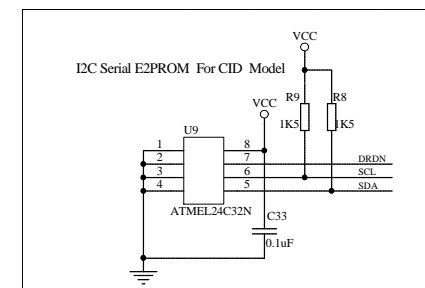 VCC
I2C Serial E2PROM For CID Model
VCC
R9 R8
1K5 1K5
U9
1 8
2 7 DRDN
3 6 SCL
4 5 SDA
ATMEL24C32N
C33
0.1uF